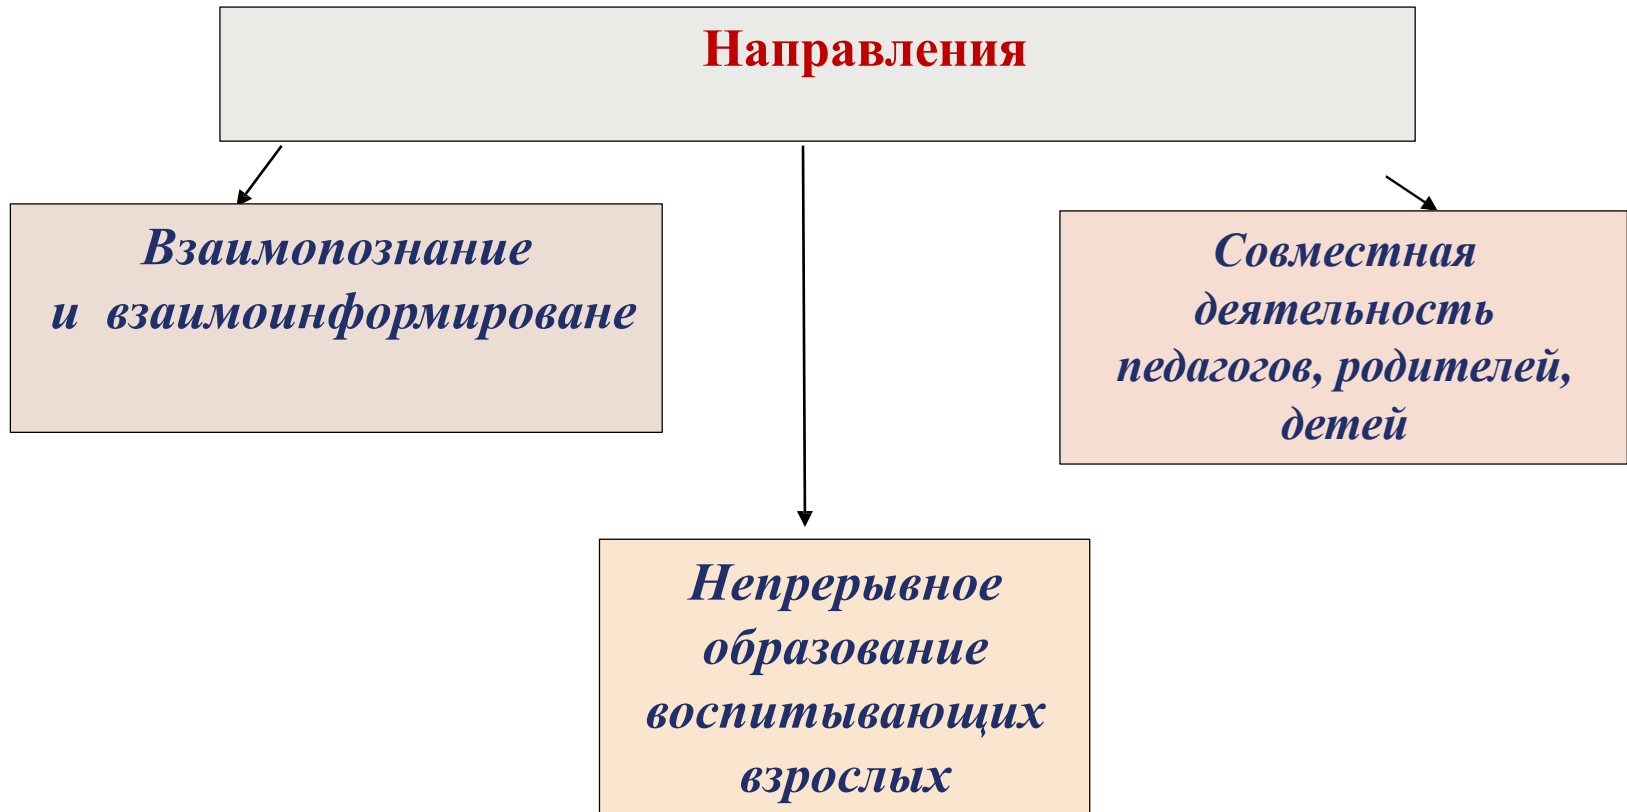 Направления
Взаимопознание
и взаимоинформироване
Совместная
деятельность
педагогов, родителей,
детей
Непрерывное
образование
воспитывающих
взрослых